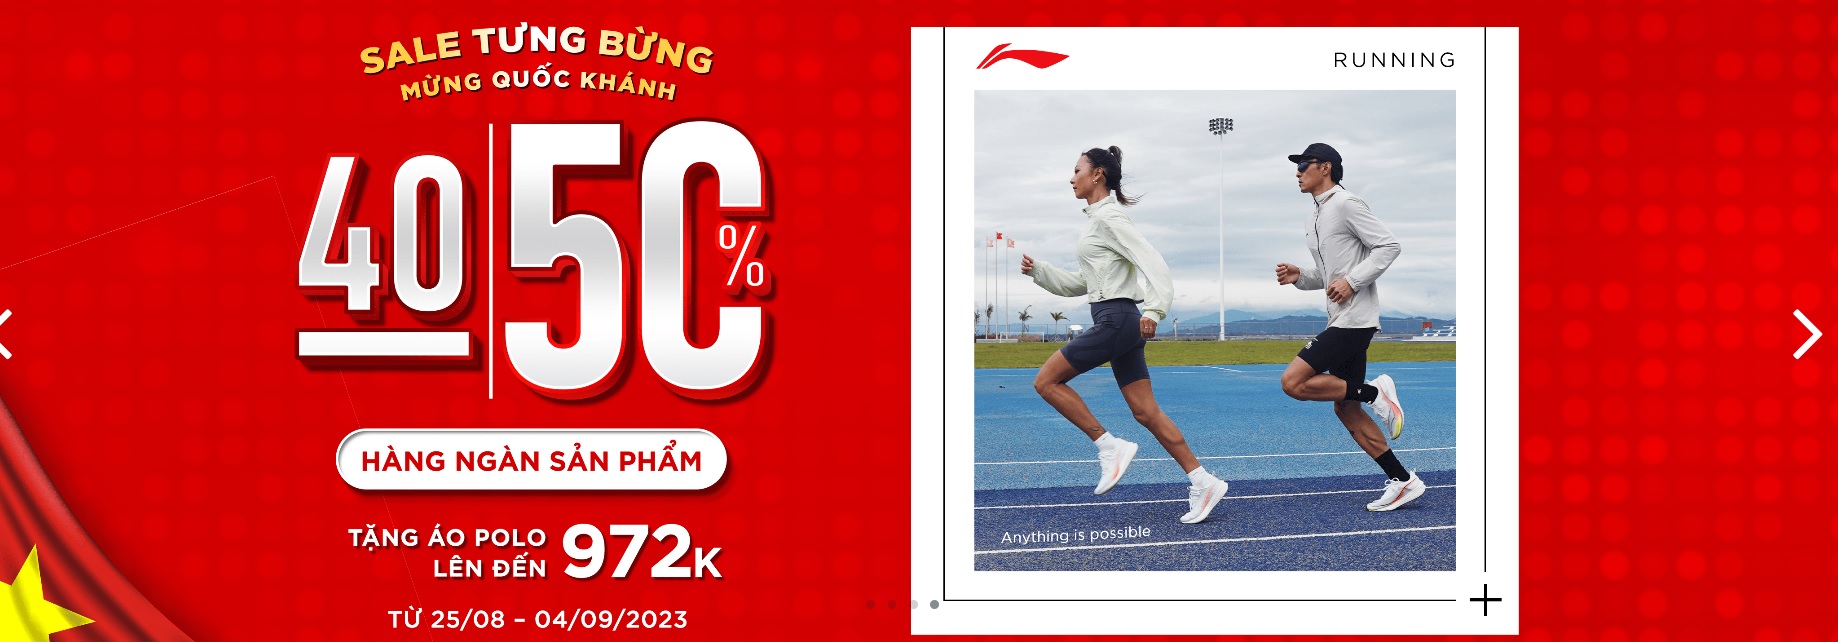 SALE TƯNG BỪNG
MỪNG QUỐC KHÁNH
40 50%
HÀNG NGÀN SẢN PHẨM
TẶNG ÁO POLO
LÊN ĐẾN 972K
TỪ 25/08 – 04/09/2023
RUNNING
Anything is possible